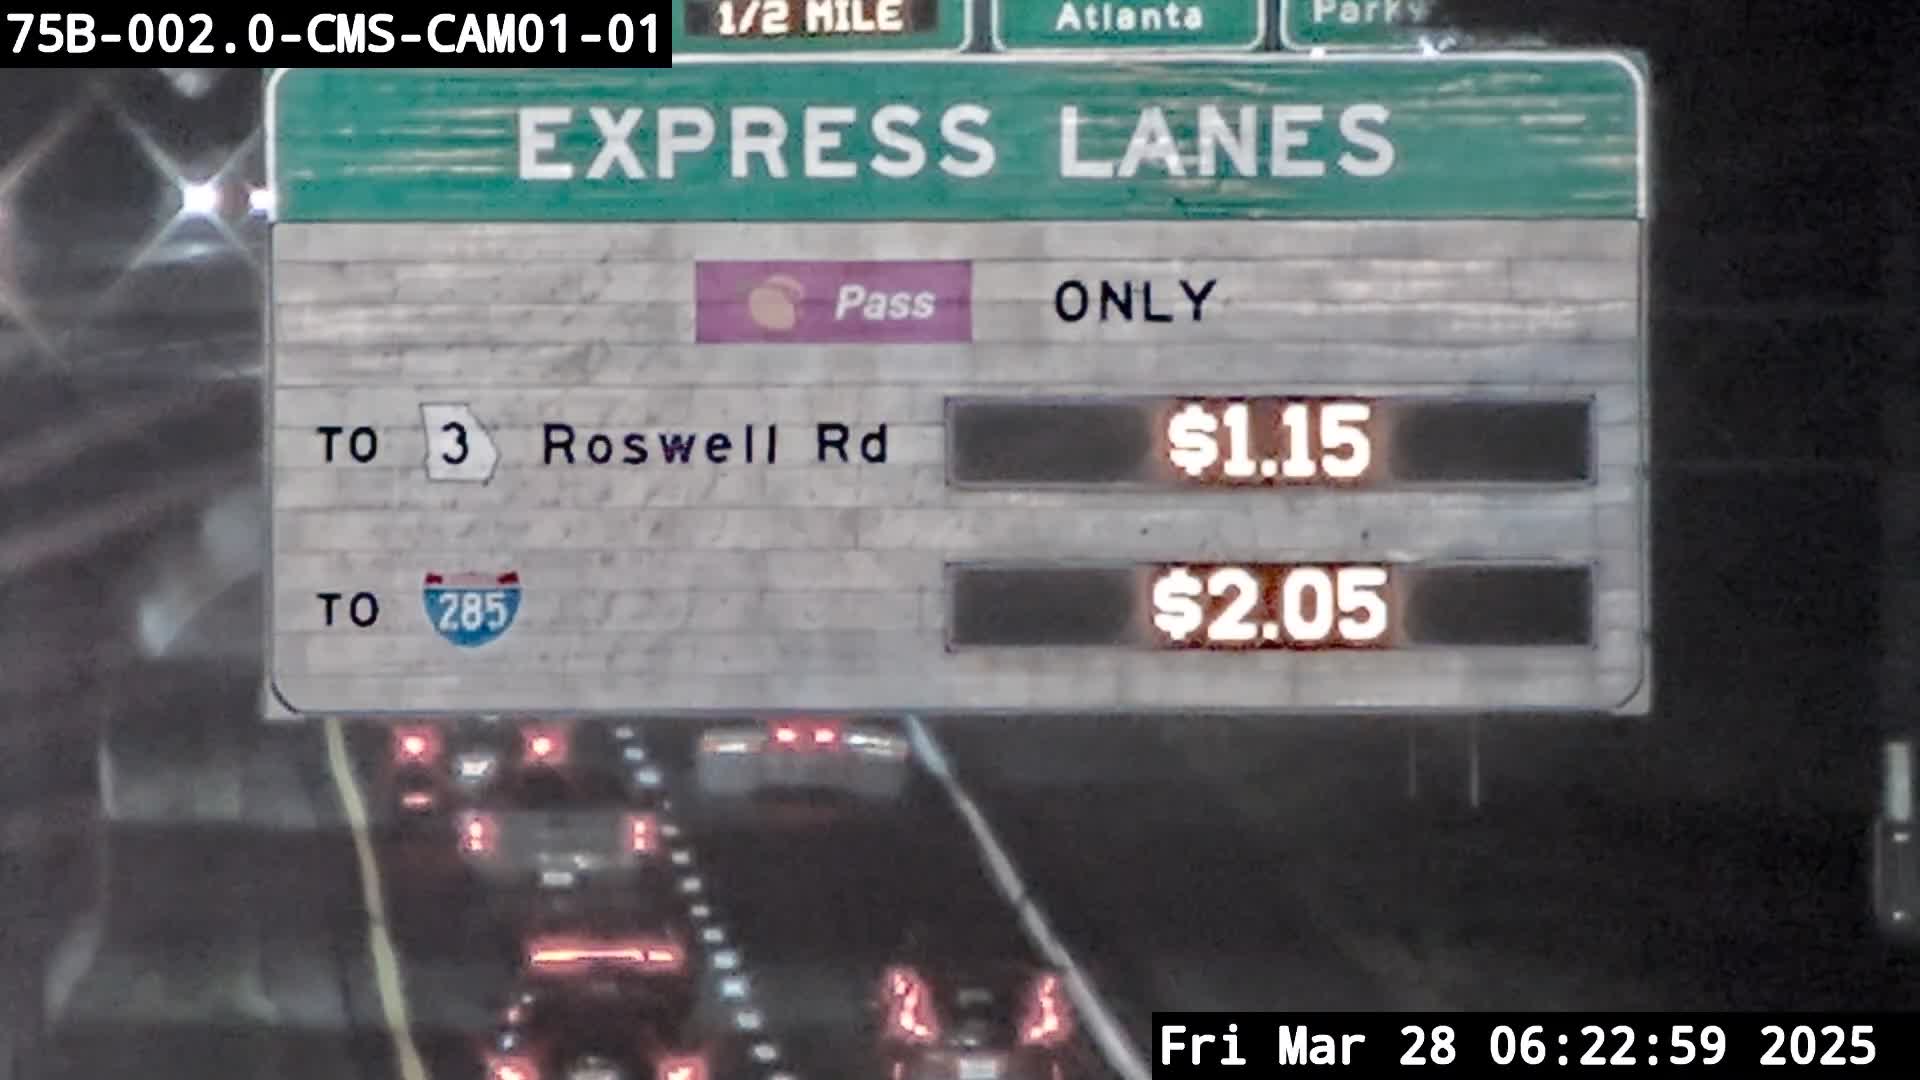 75B-002.0-CMS-CAM01-01
1/2 MILE
Atlanta
EXPRESS LANES
Pass ONLY
TO 3 Roswell Rd $1.15
TO 285 $2.05
Fri Mar 28 06:22:59 2025